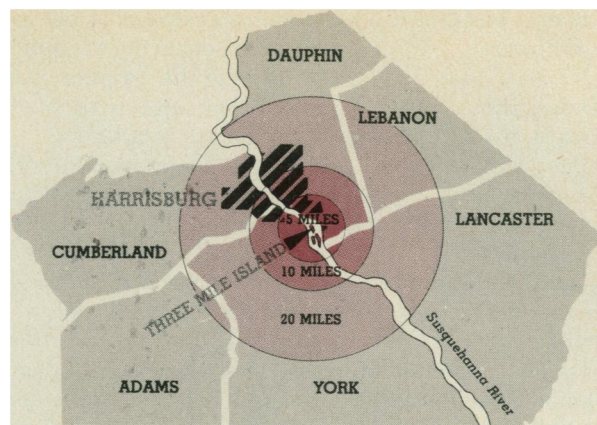 DAUPHIN
LEBANON
HARRISBURG
5 MILES
LANCASTER
CUMBERLAND
THREE MILE ISLAND
10 MILES
20 MILES
Susquehanna River
ADAMS
YORK